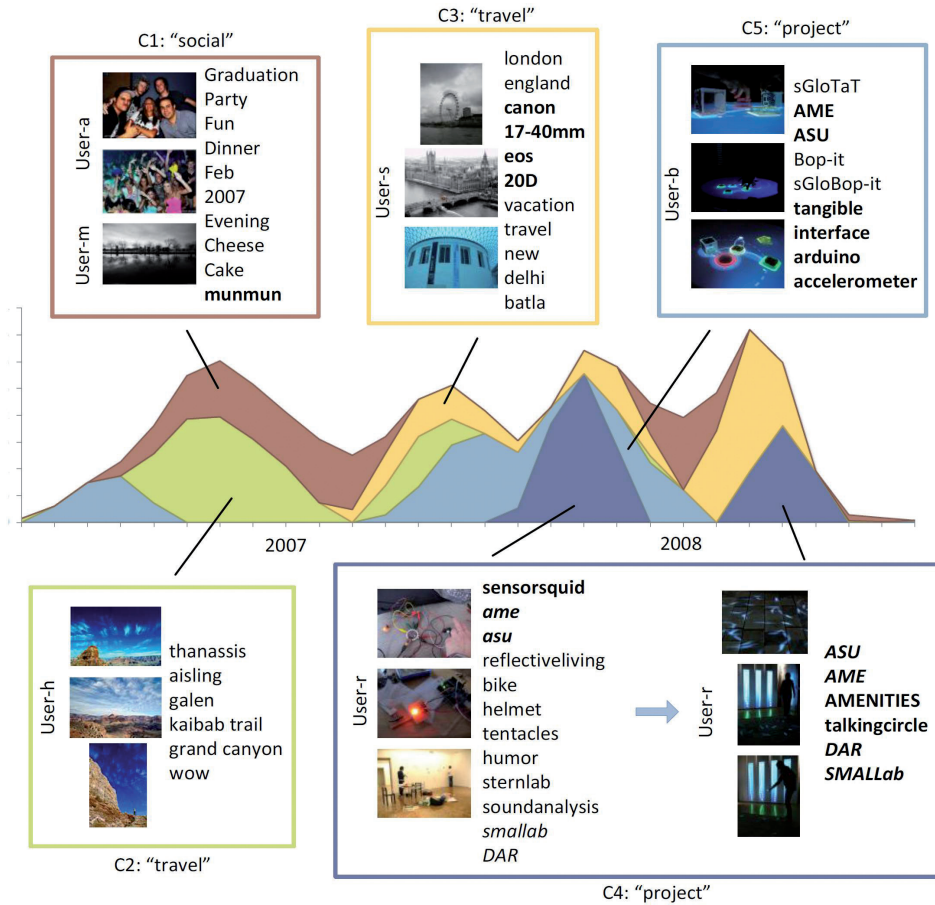 C1: “social”
User-a
User-m
Graduation
Party
Fun
Dinner
Feb
2007
Evening
Cheese
Cake
munmun
C3: “travel”
User-s
london
england
canon
17-40mm
eos
20D
vacation
travel
new
delhi
batla
C5: “project”
User-b
sGloTaT
AME
ASU
Bop-it
sGloBop-it
tangible
interface
arduino
accelerometer
2007
2008
User-h
thanassis
aisling
galen
kaibab trail
grand canyon
wow
C2: “travel”
User-r
sensorsquid
ame
asu
reflectiveliving
bike
helmet
tentacles
humor
sternlab
soundanalysis
smallab
DAR
User-r
ASU
AME
AMENITIES
talkingcircle
DAR
SMALLab
C4: “project”